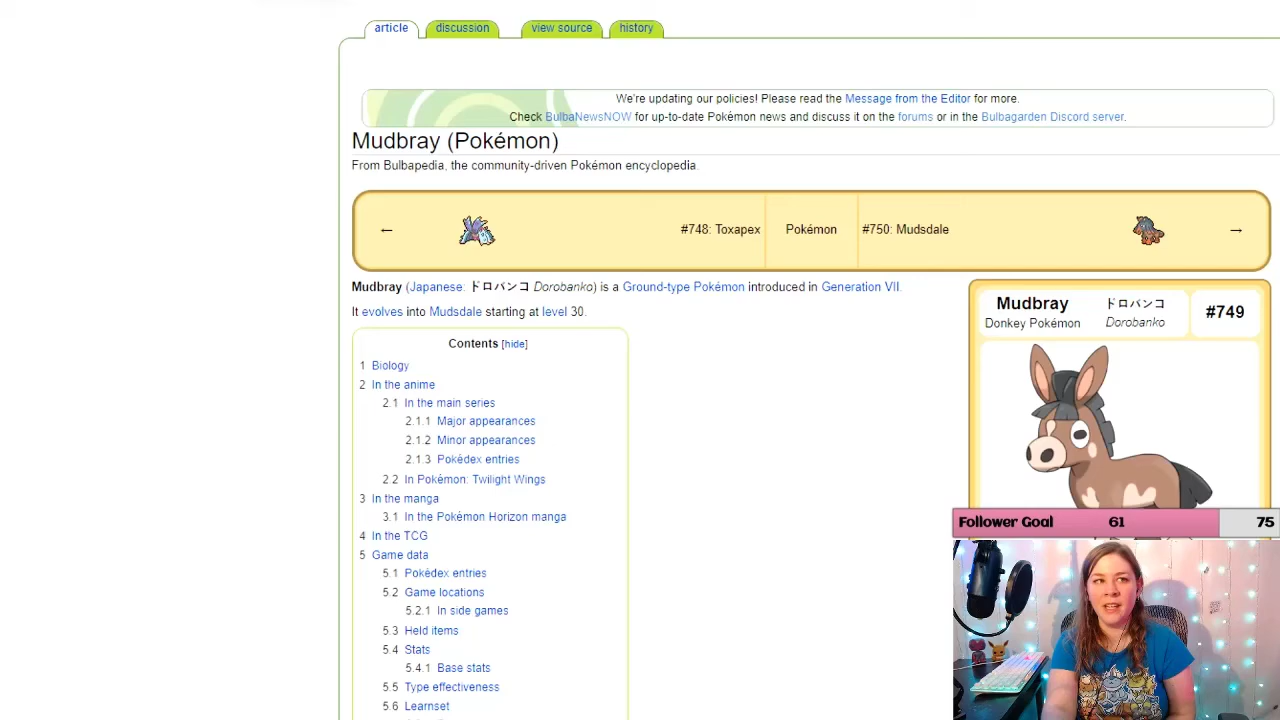 article
discussion
view source
history
We're updating our policies! Please read the Message from the Editor for more.
Check BulbaNewsNOW for up-to-date Pokémon news and discuss it on the forums or in the Bulbagarden Discord server.
Mudbray (Pokémon)
From Bulbapedia, the community-driven Pokémon encyclopedia.
← #748: Toxapex Pokémon #750: Mudsdale →
Mudbray (Japanese: ドロバンコ Dorobanko) is a Ground-type Pokémon introduced in Generation VII.
It evolves into Mudsdale starting at level 30.
Contents [hide]
1 Biology
2 In the anime
2.1 In the main series
2.1.1 Major appearances
2.1.2 Minor appearances
2.1.3 Pokédex entries
2.2 In Pokémon: Twilight Wings
3 In the manga
3.1 In the Pokémon Horizon manga
4 In the TCG
5 Game data
5.1 Pokédex entries
5.2 Game locations
5.2.1 In side games
5.3 Held items
5.4 Stats
5.4.1 Base stats
5.5 Type effectiveness
5.6 Learnset
Mudbray
Donkey Pokémon
ドロバンコ
Dorobanko
#749
Follower Goal 61 75